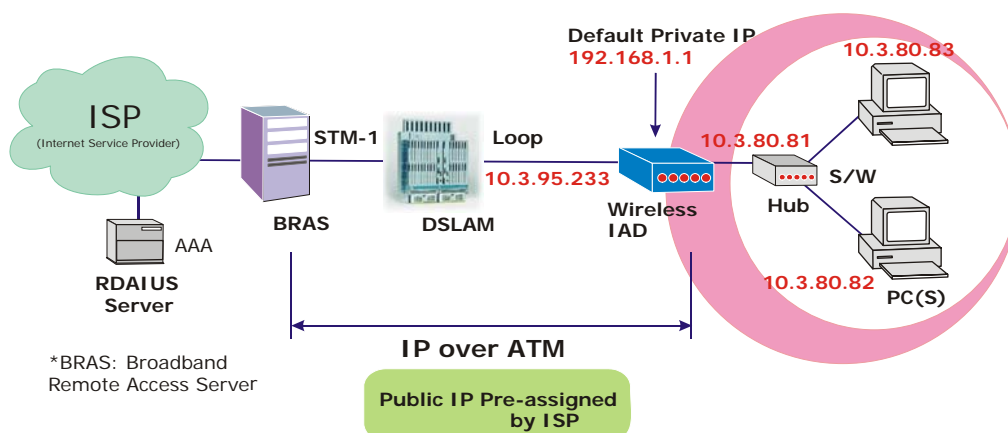 Default Private IP
192.168.1.1
10.3.80.83
ISP
(Internet Service Provider)
STM-1
Loop
10.3.80.81
10.3.95.233
S/W
Hub
BRAS
DSLAM
Wireless
IAD
AAA
RDAIUS
Server
10.3.80.82
PC(S)
IP over ATM
*BRAS: Broadband
Remote Access Server
Public IP Pre-assigned
by ISP